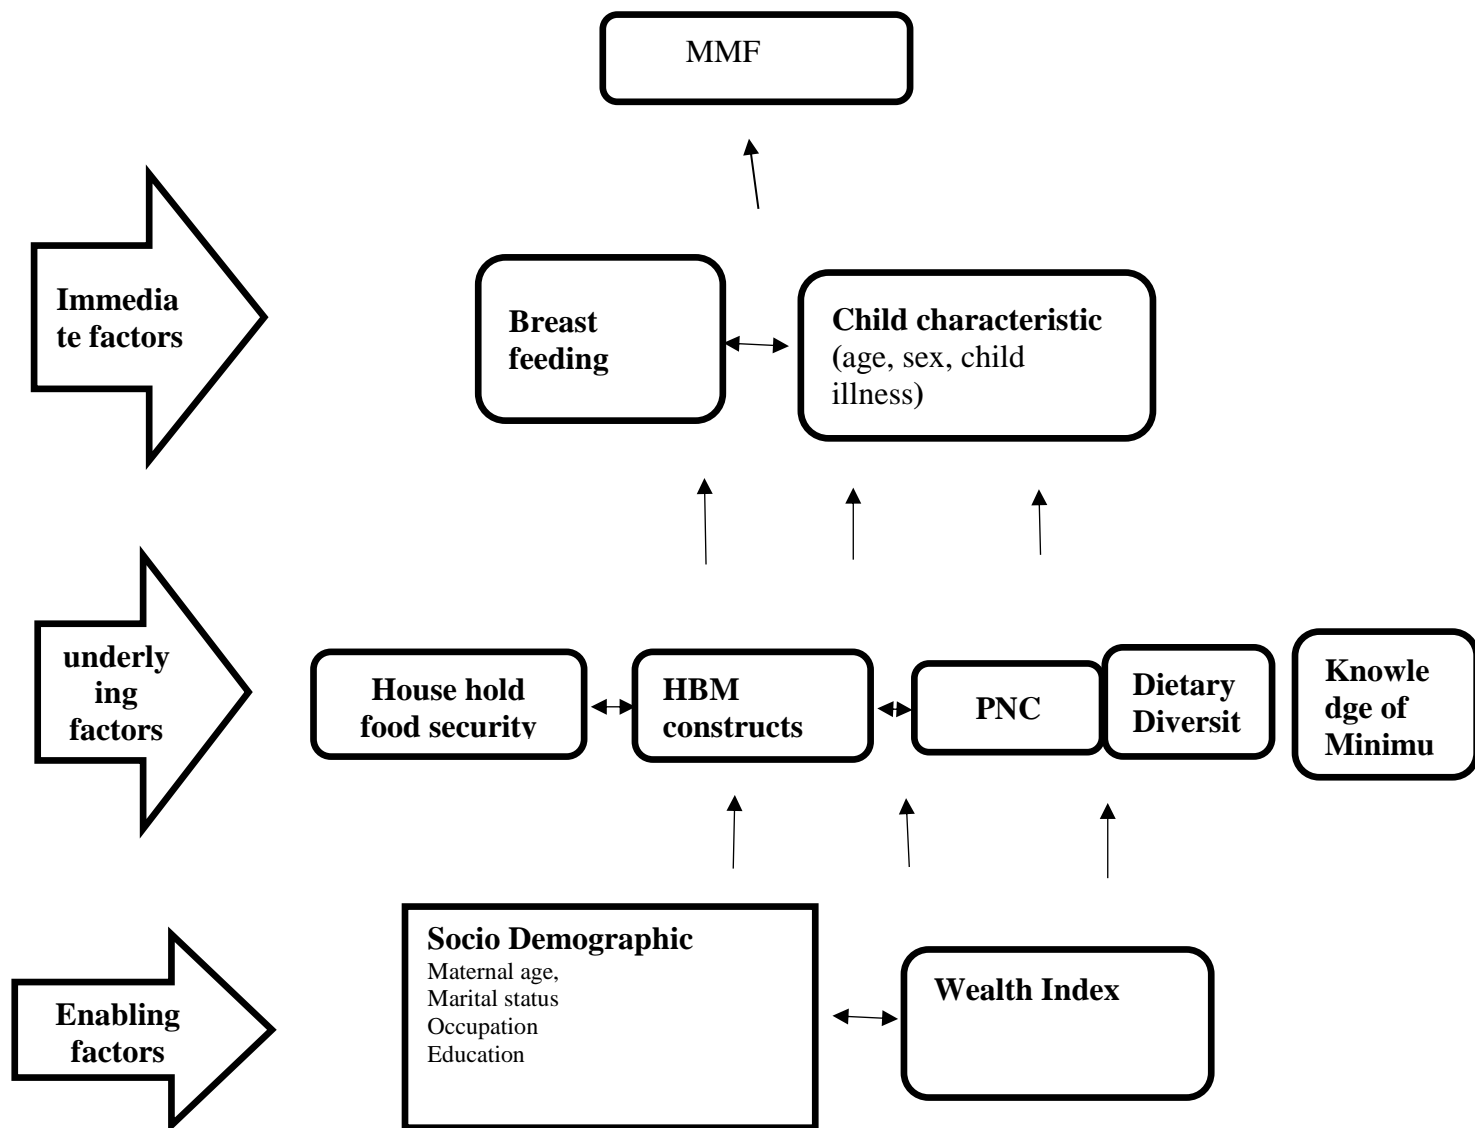 MMF
Immedia
te factors
Breast
feeding
Child characteristic
(age, sex, child
illness)
underly
ing
factors
House hold
food security
HBM
constructs
PNC
Dietary
Diversit
Knowle
dge of
Minimu
Enabling
factors
Socio Demographic
Maternal age,
Marital status
Occupation
Education
Wealth Index